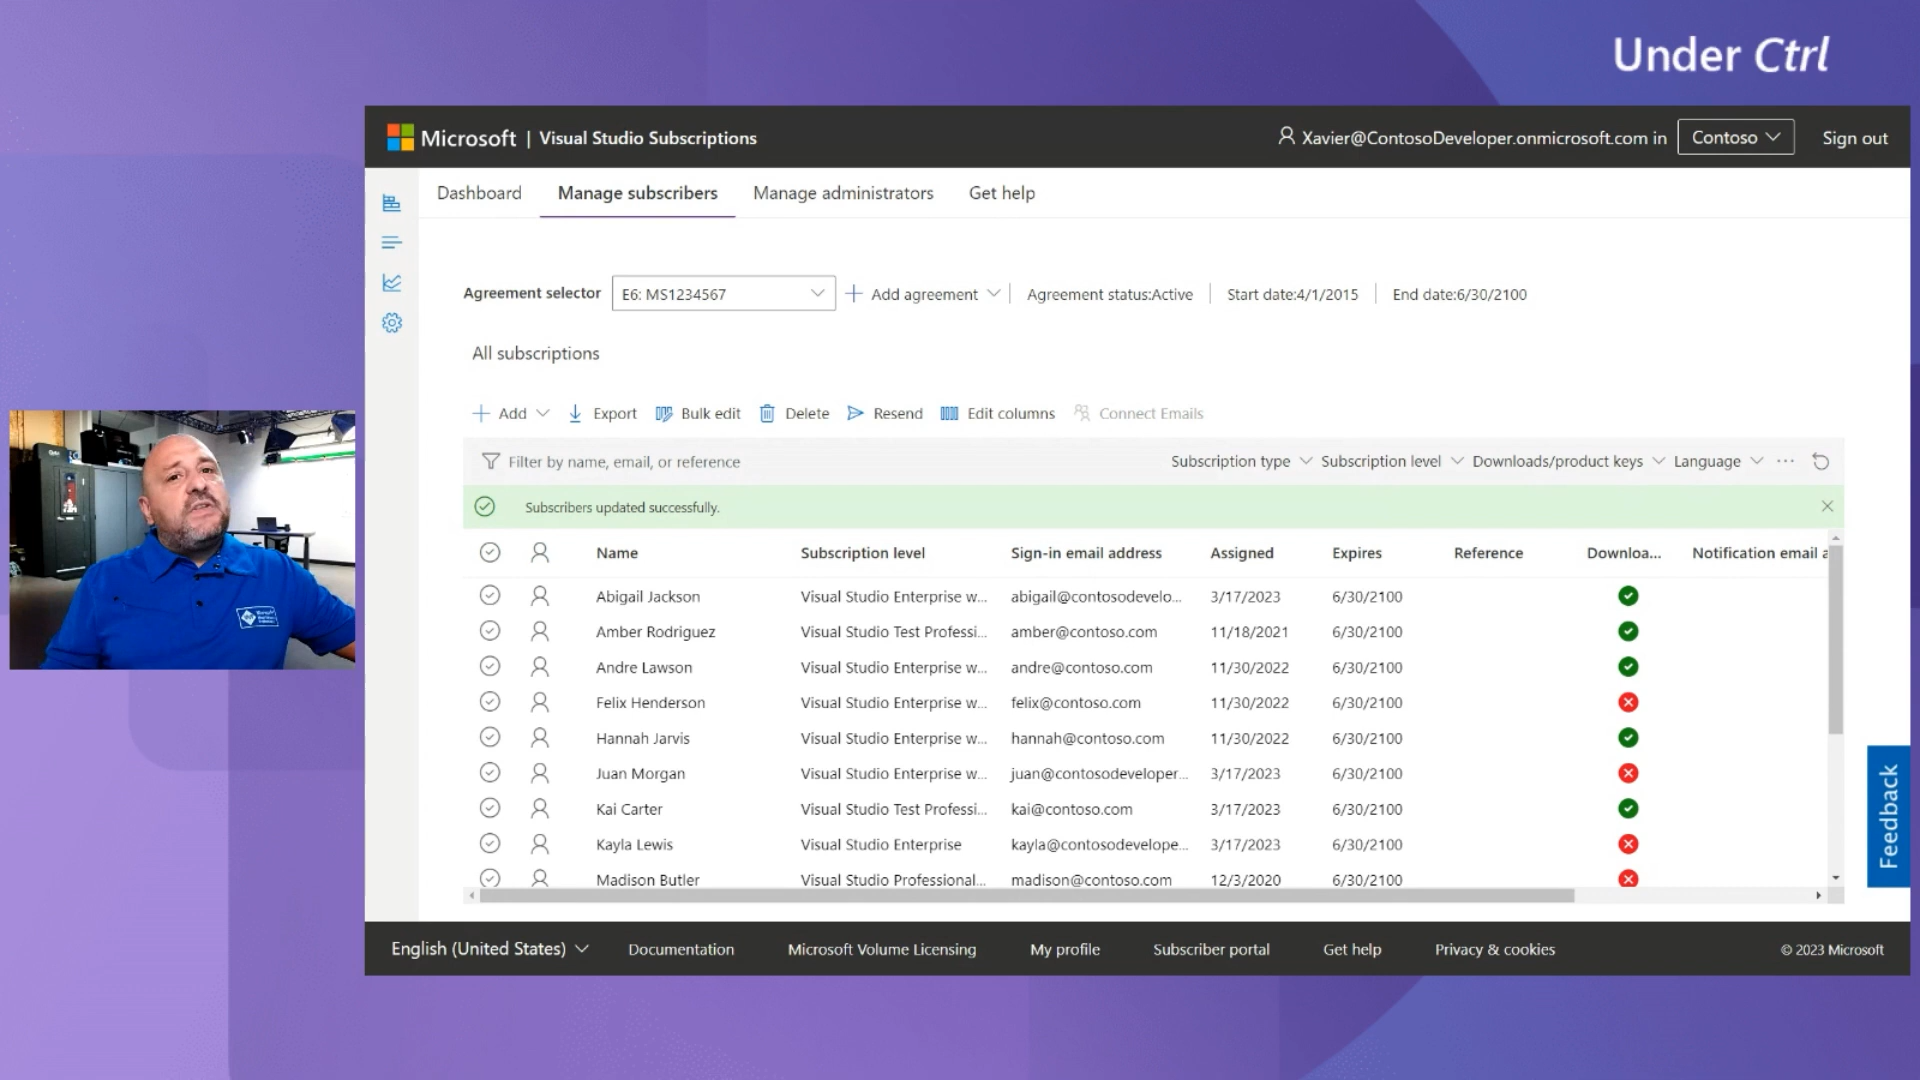 Under Ctrl
Microsoft | Visual Studio Subscriptions
Xavier@ContosoDeveloper.onmicrosoft.com in Contoso Sign out
Dashboard Manage subscribers Manage administrators Get help
Agreement selector E6: MS1234567 Add agreement Agreement status:Active Start date:4/1/2015 End date:6/30/2100
All subscriptions
Add Export Bulk edit Delete Resend Edit columns Connect Emails
Filter by name, email, or reference Subscription type Subscription level Downloads/product keys Language ...
Subscribers updated successfully.
Name Subscription level Sign-in email address Assigned Expires Reference Downloa... Notification email a
Abigail Jackson Visual Studio Enterprise w... abigail@contosodevelo... 3/17/2023 6/30/2100
Amber Rodriguez Visual Studio Test Professi... amber@contoso.com 11/18/2021 6/30/2100
Andre Lawson Visual Studio Enterprise w... andre@contoso.com 11/30/2022 6/30/2100
Felix Henderson Visual Studio Enterprise w... felix@contoso.com 11/30/2022 6/30/2100
Hannah Jarvis Visual Studio Enterprise w... hannah@contoso.com 11/30/2022 6/30/2100
Juan Morgan Visual Studio Enterprise w... juan@contosodeveloper... 3/17/2023 6/30/2100
Kai Carter Visual Studio Test Professi... kai@contoso.com 3/17/2023 6/30/2100
Kayla Lewis Visual Studio Enterprise kayla@contosodevelope... 3/17/2023 6/30/2100
Madison Butler Visual Studio Professional... madison@contoso.com 12/3/2020 6/30/2100
Feedback
English (United States) Documentation Microsoft Volume Licensing My profile Subscriber portal Get help Privacy & cookies © 2023 Microsoft